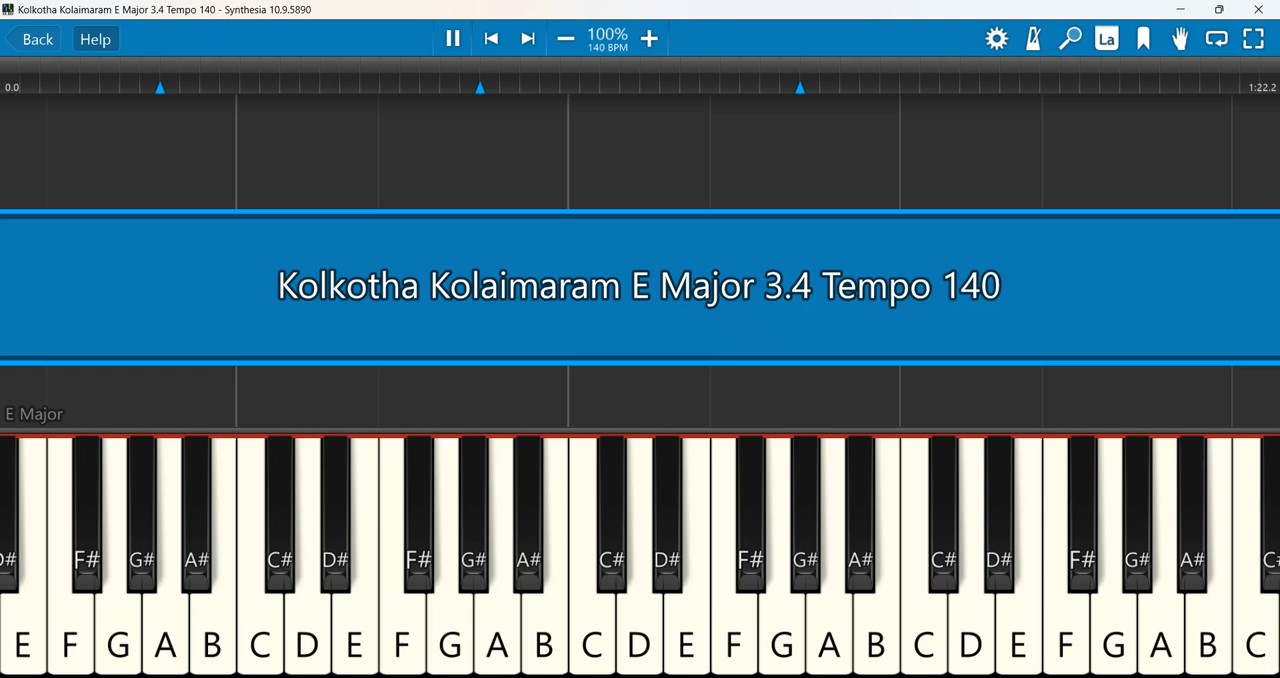 Kolkotha Kolaimaram E Major 3.4 Tempo 140 - Synthesia 10.9.5890
Back Help 100% La
140 BPM
0.0 1:22.2
Kolkotha Kolaimaram E Major 3.4 Tempo 140
E Major
D# F# G# A# C# D# F# G# A# C# D# F# G# A# C# D# F# G# A# C#
E F G A B C D E F G A B C D E F G A B C D E F G A B C